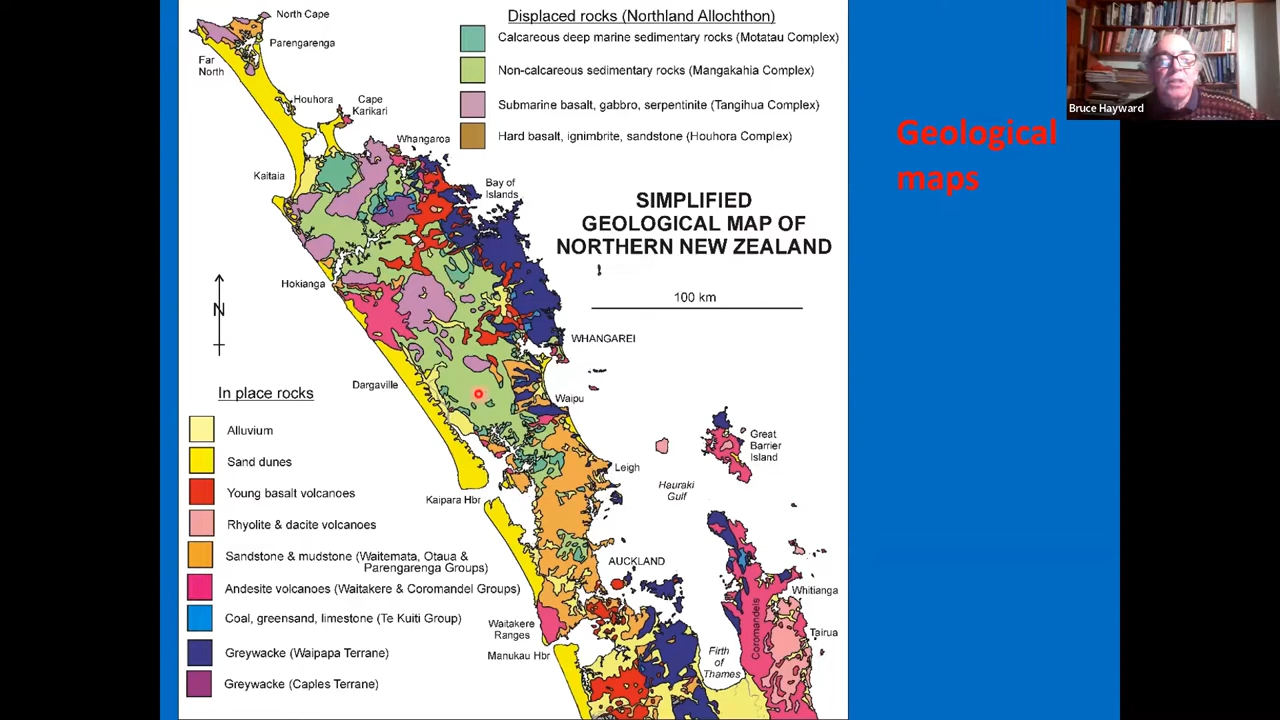 North Cape
Parengarenga
Far
North
Houhora
Cape
Karikari
Whangaroa
Kaitaia
Bay of
Islands
Hokianga
N
WHANGAREI
Dargaville
Waipu
Great
Barrier
Island
Leigh
Hauraki
Gulf
Kaipara Hbr
AUCKLAND
Whitianga
Coromandels
Tairua
Waitakere
Ranges
Manukau Hbr
Firth
of
Thames
Displaced rocks (Northland Allochthon)
Calcareous deep marine sedimentary rocks (Motatau Complex)
Non-calcareous sedimentary rocks (Mangakahia Complex)
Submarine basalt, gabbro, serpentinite (Tangihua Complex)
Hard basalt, ignimbrite, sandstone (Houhora Complex)
SIMPLIFIED
GEOLOGICAL MAP OF
NORTHERN NEW ZEALAND
100 km
In place rocks
Alluvium
Sand dunes
Young basalt volcanoes
Rhyolite & dacite volcanoes
Sandstone & mudstone (Waitemata, Otaua &
Parengarenga Groups)
Andesite volcanoes (Waitakere & Coromandel Groups)
Coal, greensand, limestone (Te Kuiti Group)
Greywacke (Waipapa Terrane)
Greywacke (Caples Terrane)
Geological
maps
Bruce Hayward